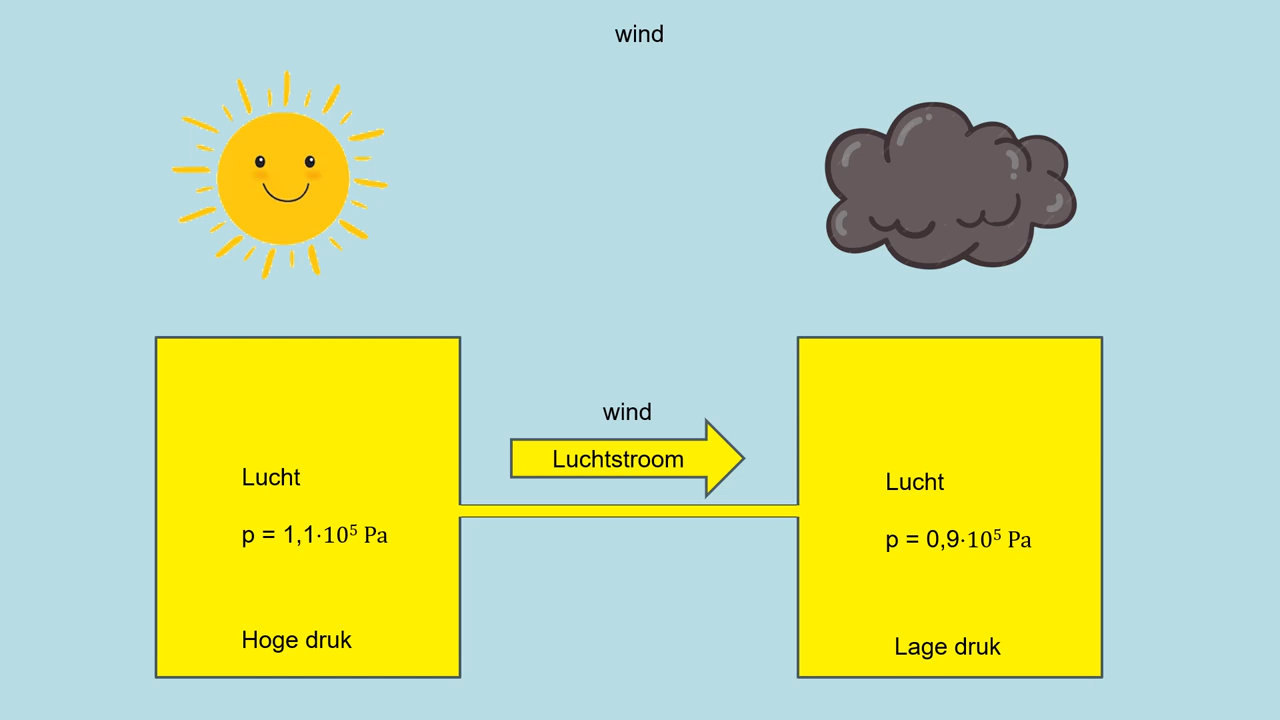 wind
wind
Luchtstroom
Lucht
p = 1,1·10⁵ Pa
Hoge druk
Lucht
p = 0,9·10⁵ Pa
Lage druk